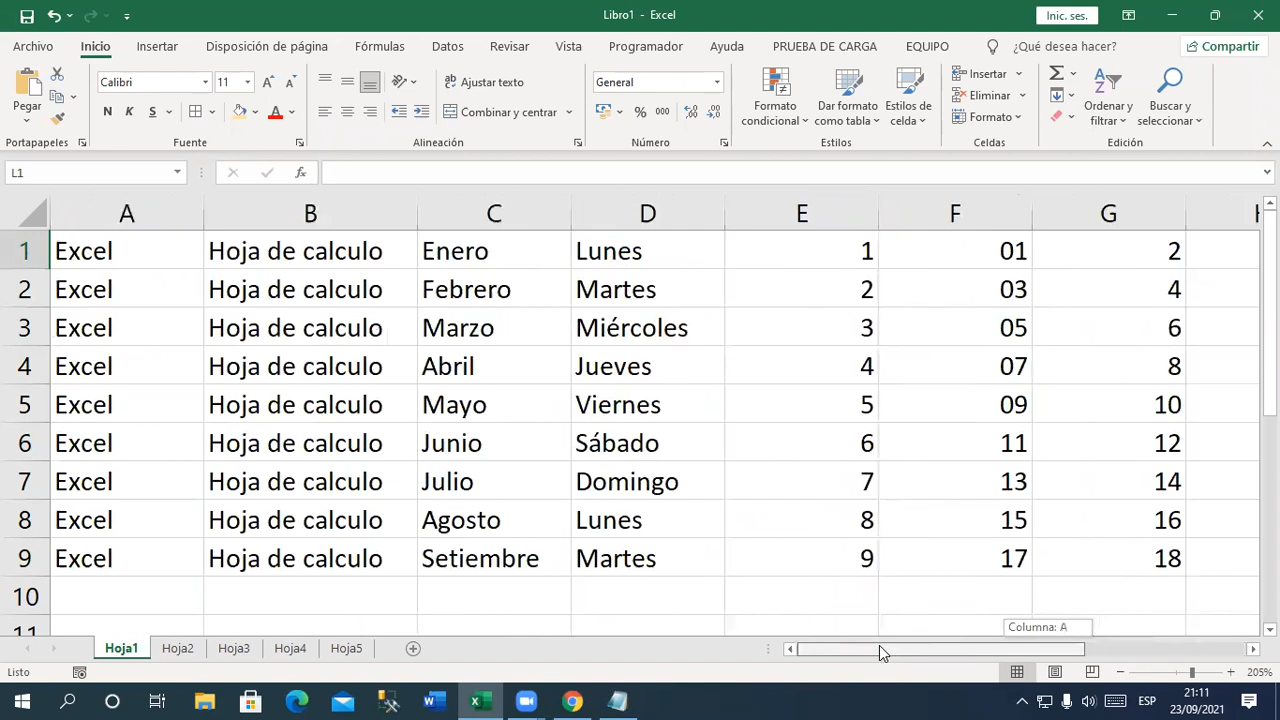 Libro1 - Excel
Inic. ses.
Archivo Inicio Insertar Disposición de página Fórmulas Datos Revisar Vista Programador Ayuda PRUEBA DE CARGA EQUIPO ¿Qué desea hacer? Compartir
Pegar
Portapapeles
Calibri 11
N K S
Fuente
Ajustar texto
Combinar y centrar
Alineación
General
% 000
Número
Formato condicional
Dar formato como tabla
Estilos de celda
Estilos
Insertar
Eliminar
Formato
Celdas
Ordenar y filtrar
Buscar y seleccionar
Edición
L1 fx
A B C D E F G H
1 Excel Hoja de calculo Enero Lunes 1 01 2
2 Excel Hoja de calculo Febrero Martes 2 03 4
3 Excel Hoja de calculo Marzo Miércoles 3 05 6
4 Excel Hoja de calculo Abril Jueves 4 07 8
5 Excel Hoja de calculo Mayo Viernes 5 09 10
6 Excel Hoja de calculo Junio Sábado 6 11 12
7 Excel Hoja de calculo Julio Domingo 7 13 14
8 Excel Hoja de calculo Agosto Lunes 8 15 16
9 Excel Hoja de calculo Setiembre Martes 9 17 18
10
11
Columna: A
Hoja1 Hoja2 Hoja3 Hoja4 Hoja5
Listo
205%
ESP
21:11
23/09/2021